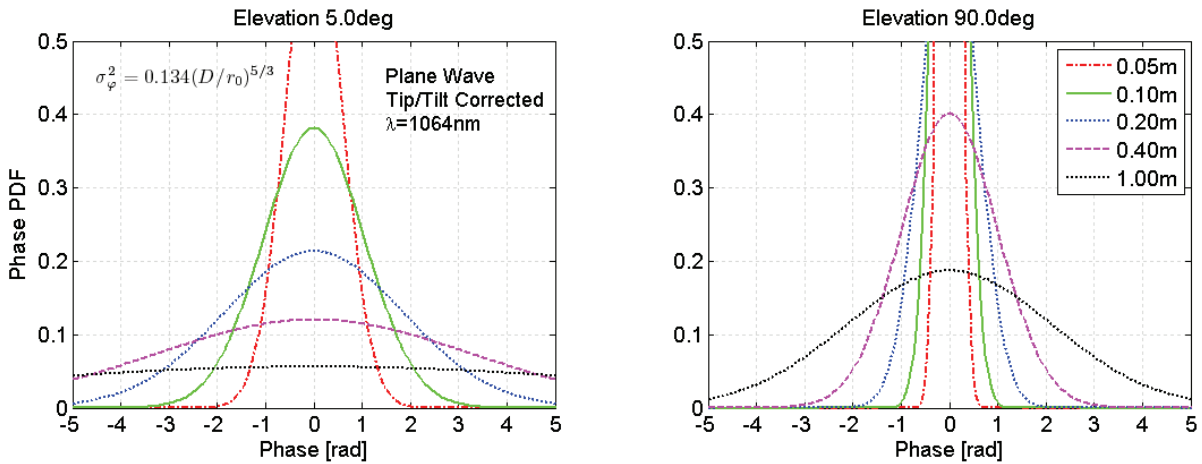 Elevation 5.0deg
0.5
0.4
0.3
0.2
0.1
0
Phase PDF
σ²φ = 0.134(D/r₀)^5/3
Plane Wave
Tip/Tilt Corrected
λ=1064nm
-5 -4 -3 -2 -1 0 1 2 3 4 5
Phase [rad]
Elevation 90.0deg
0.5
0.4
0.3
0.2
0.1
0
0.05m
0.10m
0.20m
0.40m
1.00m
-5 -4 -3 -2 -1 0 1 2 3 4 5
Phase [rad]